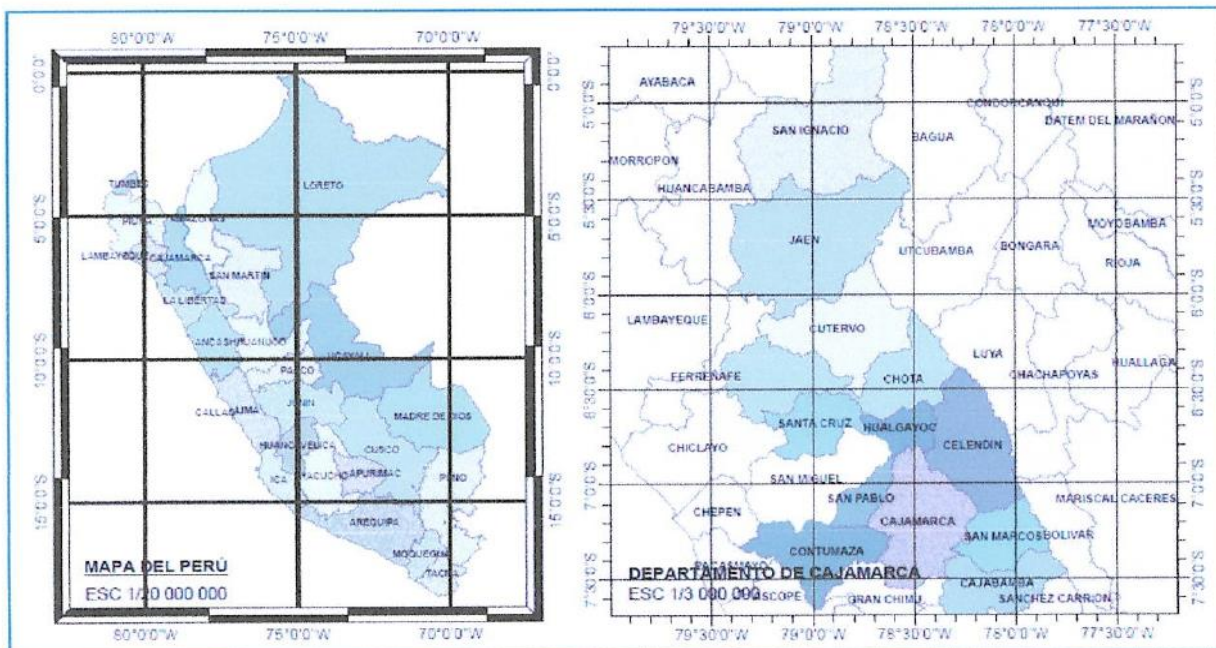 80°0'0"W 75°0'0"W 70°0'0"W
0°0'0"
0°0'0"
TUMBES
LORETO
5°0'0"S
5°0'0"S
PIURA
AMAZONAS
LAMBAYEQUE
CAJAMARCA
SAN MARTIN
LA LIBERTAD
ANCASH
HUANUCO
UCAYALI
10°0'0"S
10°0'0"S
PASCO
JUNIN
CALLAO
LIMA
MADRE DE DIOS
HUANCAVELICA
CUSCO
ICA
AYACUCHO
APURIMAC
PUNO
15°0'0"S
15°0'0"S
AREQUIPA
MOQUEGUA
TACNA
MAPA DEL PERÚ
ESC 1/20 000 000
80°0'0"W 75°0'0"W 70°0'0"W
79°30'0"W 79°0'0"W 78°30'0"W 78°0'0"W 77°30'0"W
AYABACA
5°0'0"S
5°0'0"S
CONDORCANQUI
DATEM DEL MARAÑON
SAN IGNACIO
BAGUA
MORROPON
HUANCABAMBA
5°30'0"S
5°30'0"S
MOYOBAMBA
JAEN
UTCUBAMBA
BONGARA
RIOJA
6°0'0"S
6°0'0"S
LAMBAYEQUE
CUTERVO
LUYA
HUALLAGA
FERREÑAFE
CHOTA
CHACHAPOYAS
6°30'0"S
6°30'0"S
SANTA CRUZ
HUALGAYOC
CHICLAYO
CELENDIN
SAN MIGUEL
7°0'0"S
7°0'0"S
SAN PABLO
MARISCAL CACERES
CHEPEN
CAJAMARCA
SAN MARCOS
BOLIVAR
CONTUMAZA
PACASMAYO
DEPARTAMENTO DE CAJAMARCA
CAJABAMBA
7°30'0"S
7°30'0"S
ESC 1/3 000 000
GRAN CHIMU
SANCHEZ CARRION
79°30'0"W 79°0'0"W 78°30'0"W 78°0'0"W 77°30'0"W